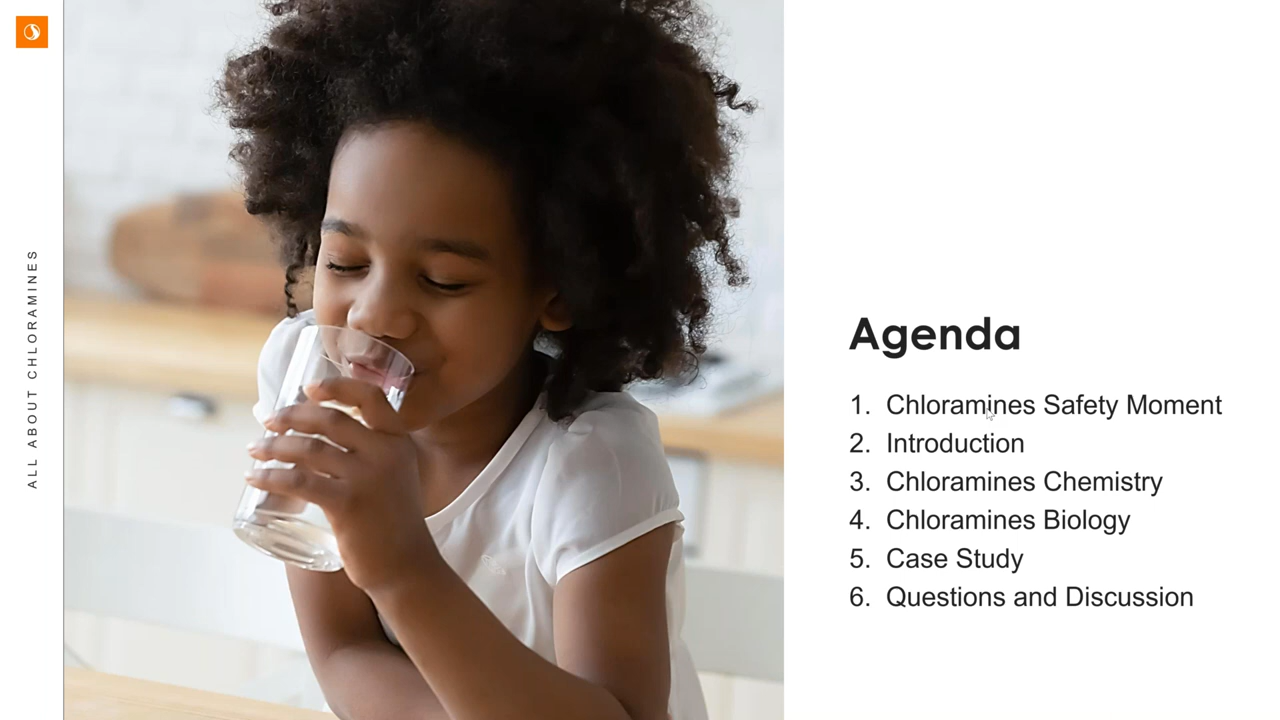 ALL ABOUT CHLORAMINES
Agenda
1. Chloramines Safety Moment
2. Introduction
3. Chloramines Chemistry
4. Chloramines Biology
5. Case Study
6. Questions and Discussion